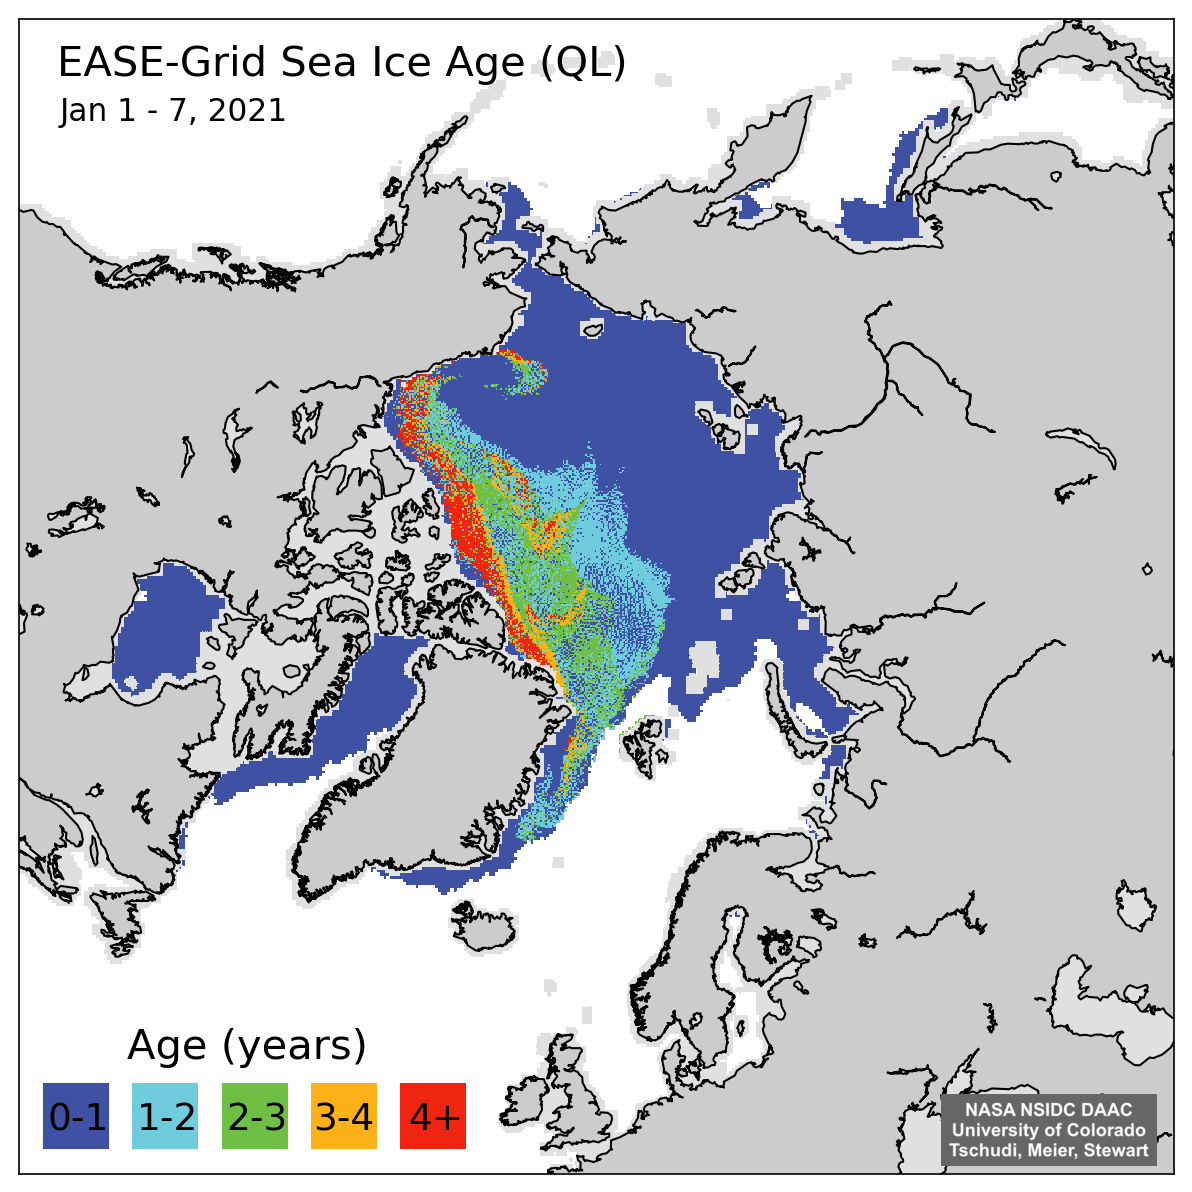 EASE-Grid Sea Ice Age (QL)
Jan 1 - 7, 2021
Age (years)
0-1 1-2 2-3 3-4 4+
NASA NSIDC DAAC
University of Colorado
Tschudi, Meier, Stewart